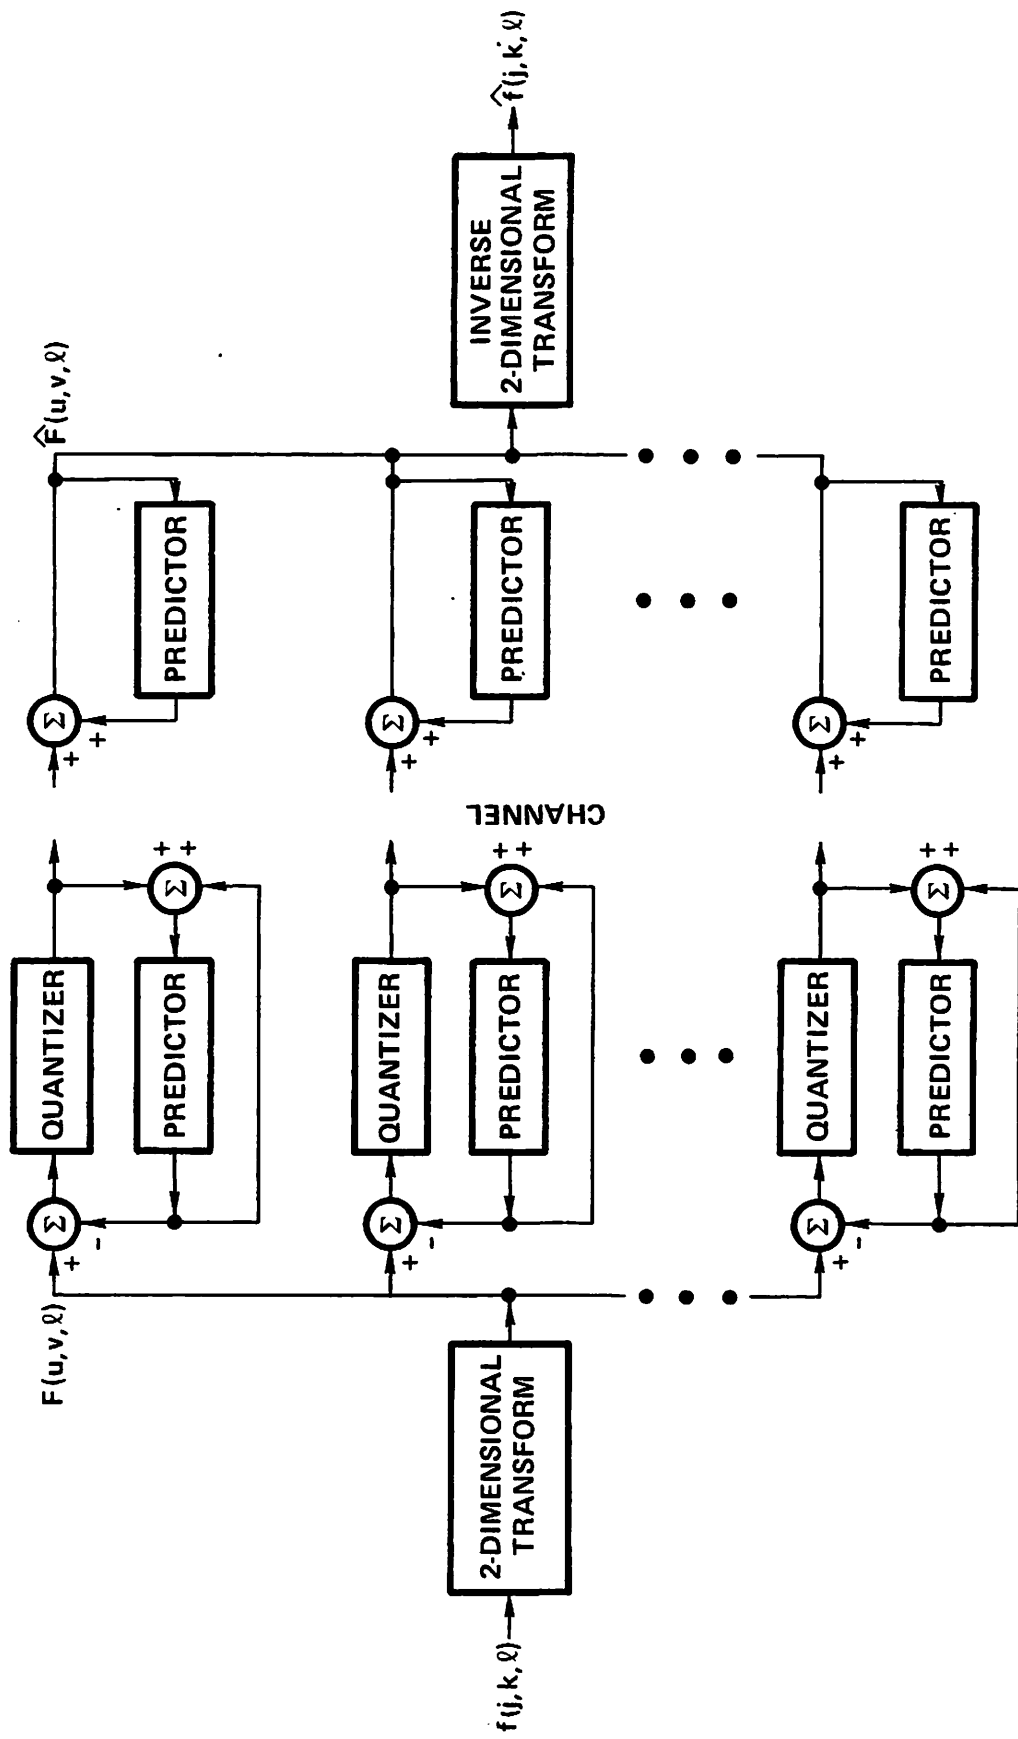 f(j,k,ℓ)
2-DIMENSIONAL
TRANSFORM
F(u,v,ℓ)
+
-
Σ
QUANTIZER
PREDICTOR
Σ
+ +
+
-
Σ
QUANTIZER
PREDICTOR
Σ
+ +
+
-
Σ
QUANTIZER
PREDICTOR
Σ
+ +
CHANNEL
+
+
Σ
PREDICTOR
+
+
Σ
PREDICTOR
+
+
Σ
PREDICTOR
F̂(u,v,ℓ)
INVERSE
2-DIMENSIONAL
TRANSFORM
f̂(j,k,ℓ)